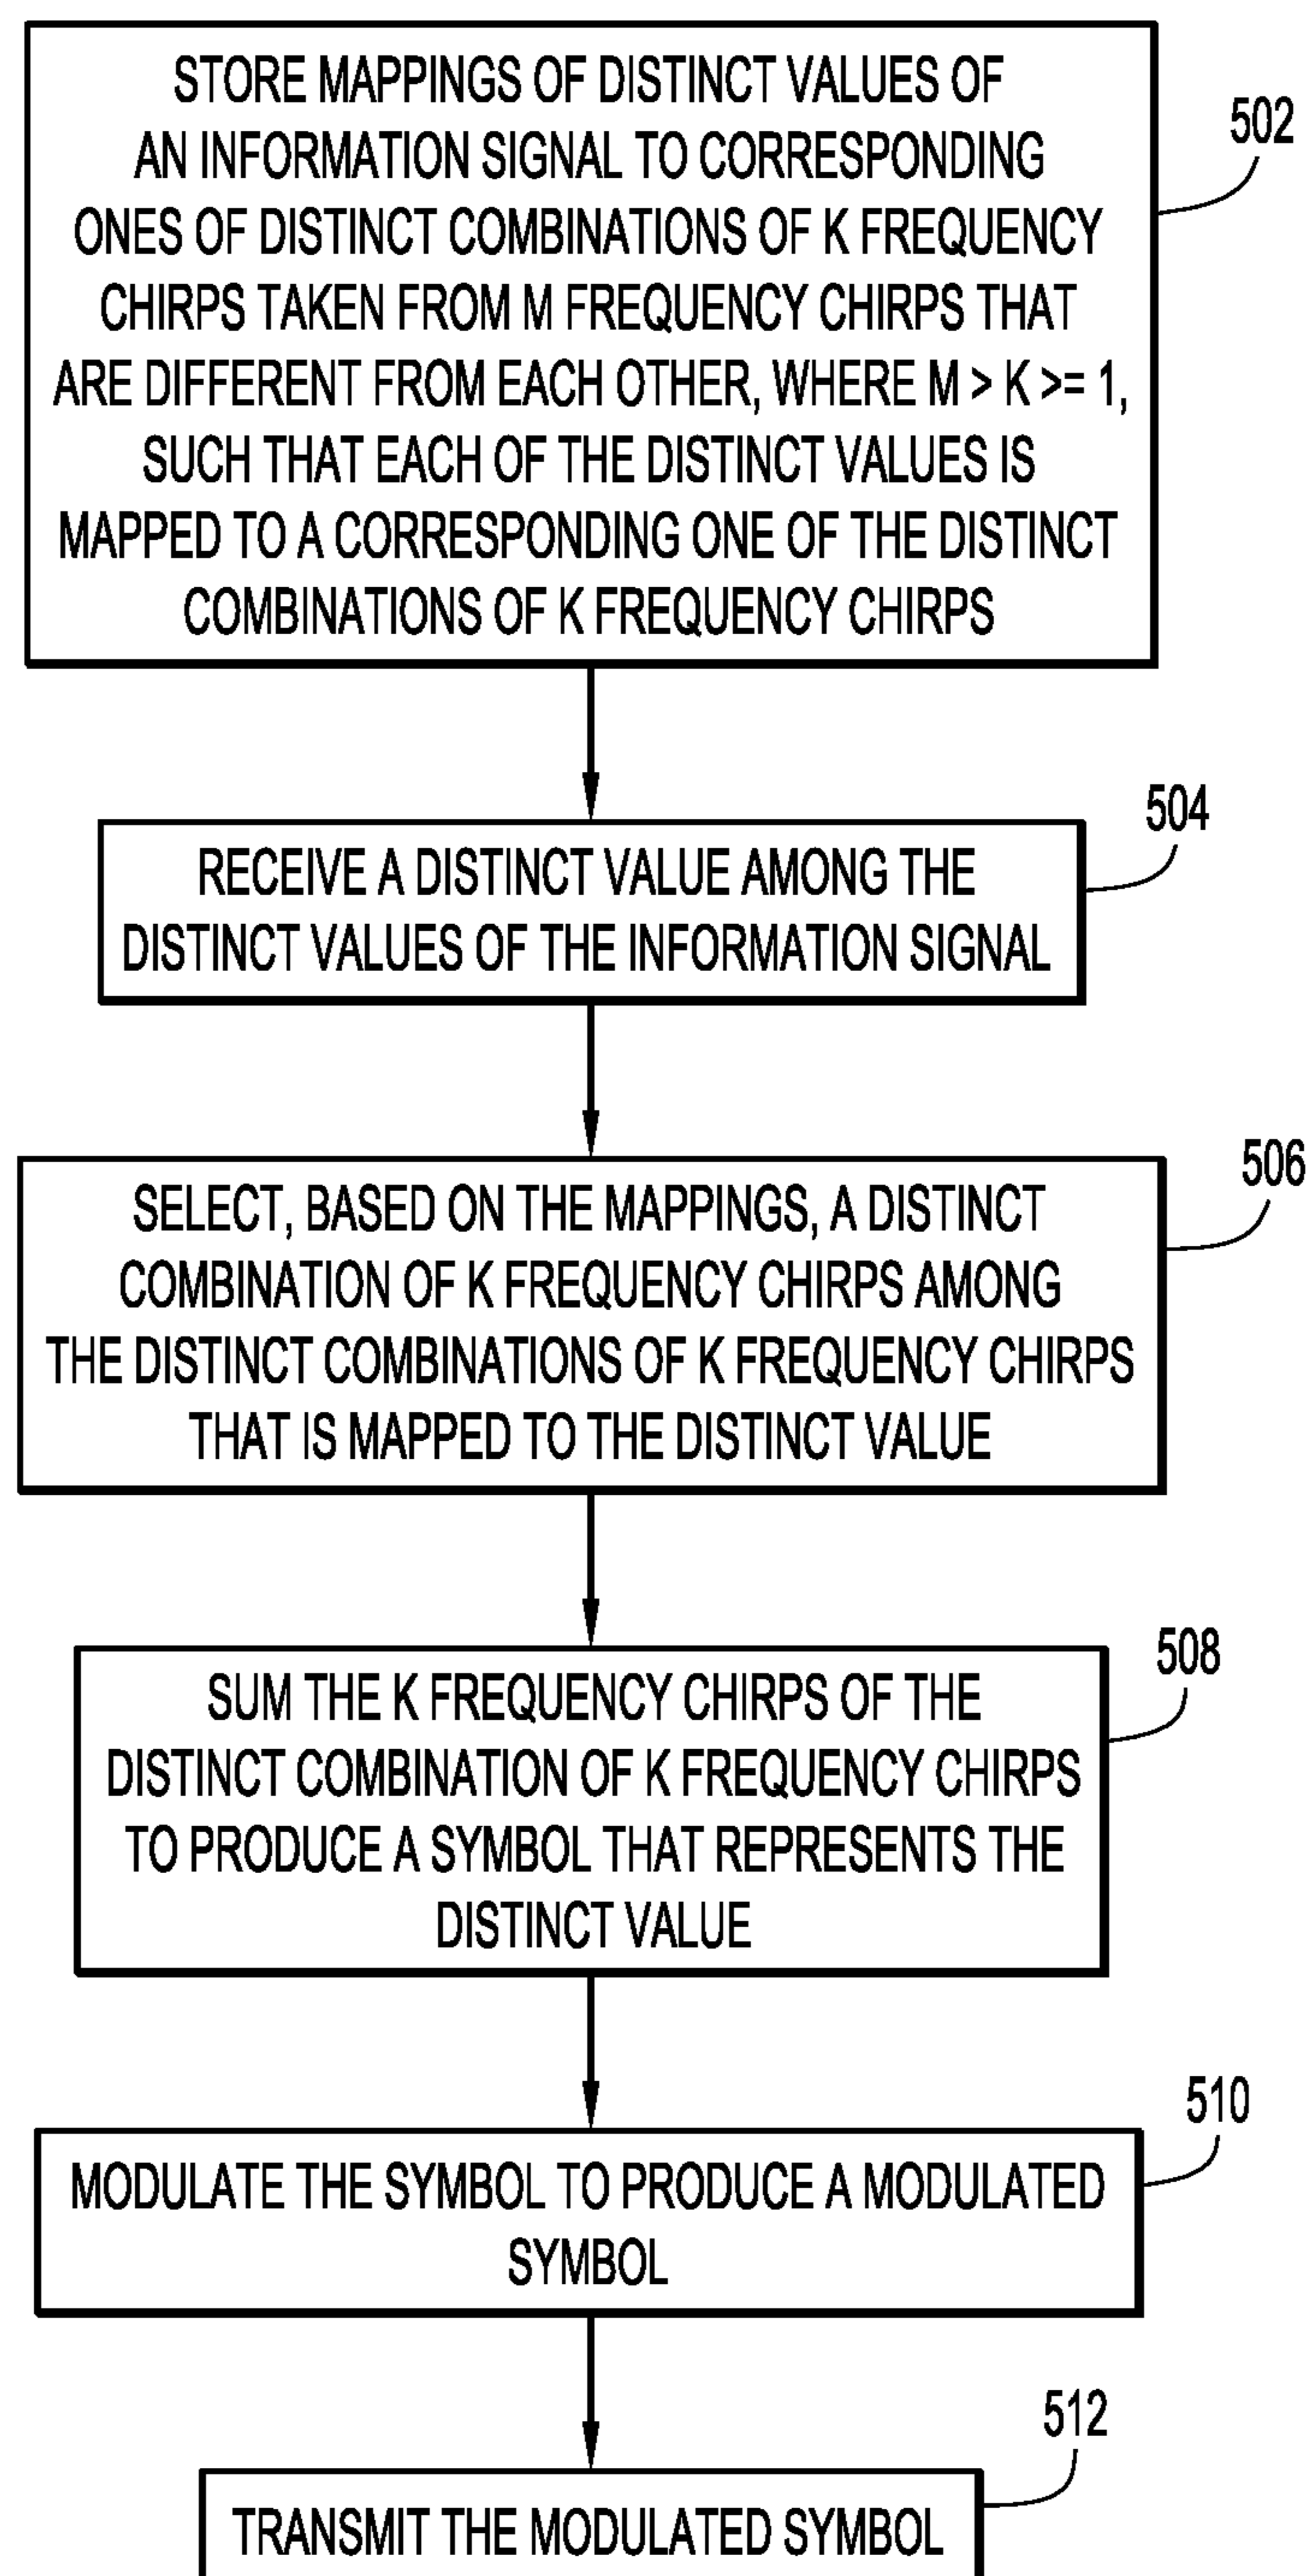 STORE MAPPINGS OF DISTINCT VALUES OF
AN INFORMATION SIGNAL TO CORRESPONDING
ONES OF DISTINCT COMBINATIONS OF K FREQUENCY
CHIRPS TAKEN FROM M FREQUENCY CHIRPS THAT
ARE DIFFERENT FROM EACH OTHER, WHERE M > K >= 1,
SUCH THAT EACH OF THE DISTINCT VALUES IS
MAPPED TO A CORRESPONDING ONE OF THE DISTINCT
COMBINATIONS OF K FREQUENCY CHIRPS
502
504
RECEIVE A DISTINCT VALUE AMONG THE
DISTINCT VALUES OF THE INFORMATION SIGNAL
506
SELECT, BASED ON THE MAPPINGS, A DISTINCT
COMBINATION OF K FREQUENCY CHIRPS AMONG
THE DISTINCT COMBINATIONS OF K FREQUENCY CHIRPS
THAT IS MAPPED TO THE DISTINCT VALUE
508
SUM THE K FREQUENCY CHIRPS OF THE
DISTINCT COMBINATION OF K FREQUENCY CHIRPS
TO PRODUCE A SYMBOL THAT REPRESENTS THE
DISTINCT VALUE
510
MODULATE THE SYMBOL TO PRODUCE A MODULATED
SYMBOL
512
TRANSMIT THE MODULATED SYMBOL